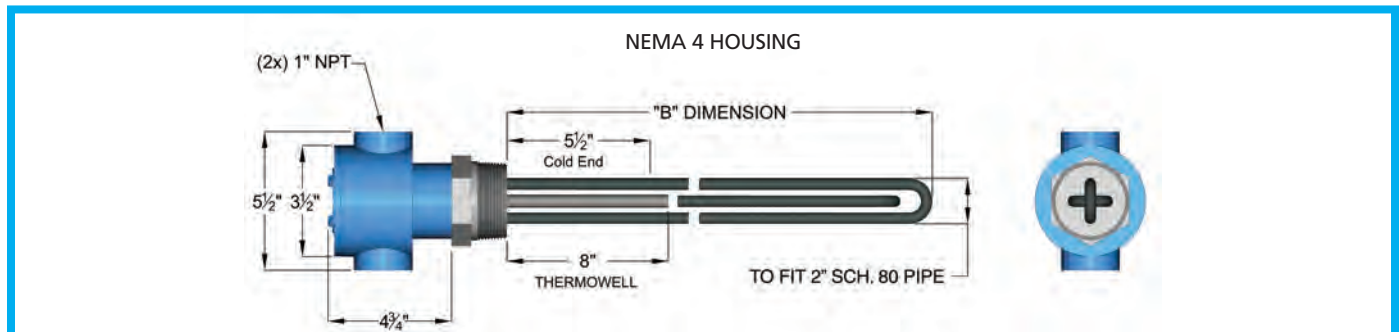 NEMA 4 HOUSING
(2x) 1" NPT
"B" DIMENSION
5½"
Cold End
5½"
3½"
8"
THERMOWELL
TO FIT 2" SCH. 80 PIPE
4¾"